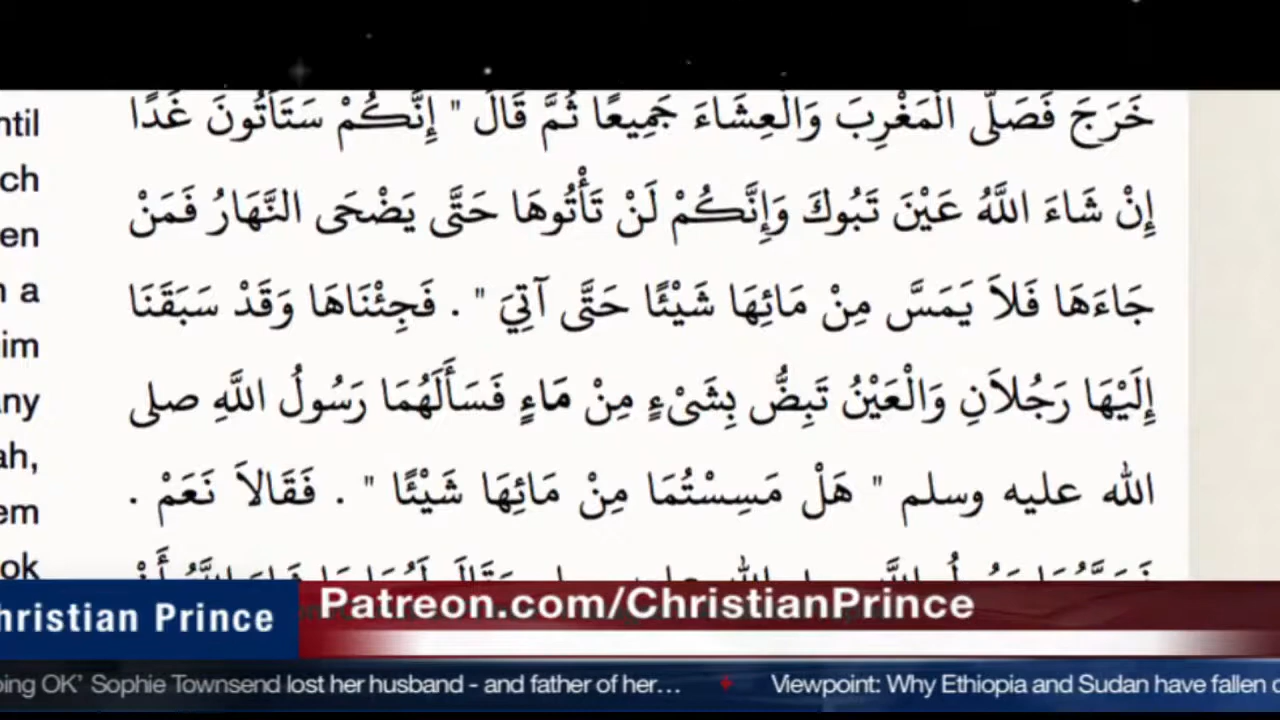 خَرَجَ فَصَلَّى الْمَغْرِبَ وَالْعِشَاءَ جَمِيعًا ثُمَّ قَالَ " إِنَّكُمْ سَتَأْتُونَ غَدًا
إِنْ شَاءَ اللَّهُ عَيْنَ تَبُوكَ وَإِنَّكُمْ لَنْ تَأْتُوهَا حَتَّى يَضْحَى النَّهَارُ فَمَنْ
جَاءَهَا فَلاَ يَمَسَّ مِنْ مَائِهَا شَيْئًا حَتَّى آتِيَ " . فَجِئْنَاهَا وَقَدْ سَبَقَنَا
إِلَيْهَا رَجُلاَنِ وَالْعَيْنُ تَبِضُّ بِشَىْءٍ مِنْ مَاءٍ فَسَأَلَهُمَا رَسُولُ اللَّهِ صلى
الله عليه وسلم " هَلْ مَسِسْتُمَا مِنْ مَائِهَا شَيْئًا " . فَقَالاَ نَعَمْ .
ntil
ch
en
n a
im
ny
ah,
em
ok
hristian Prince
Patreon.com/ChristianPrince
oing OK' Sophie Townsend lost her husband - and father of her…
Viewpoint: Why Ethiopia and Sudan have fallen o